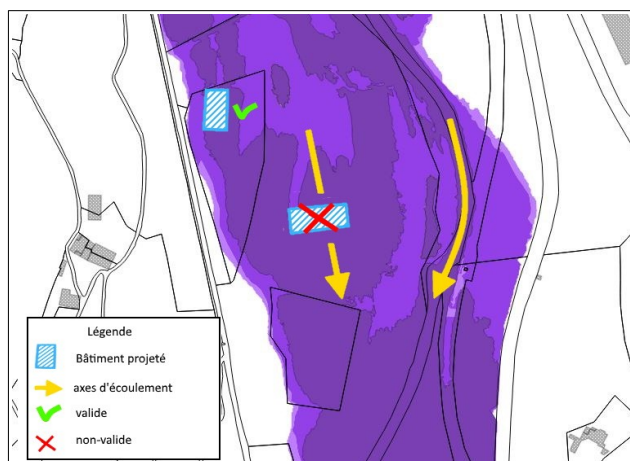 Légende
Bâtiment projeté
axes d'écoulement
valide
non-valide